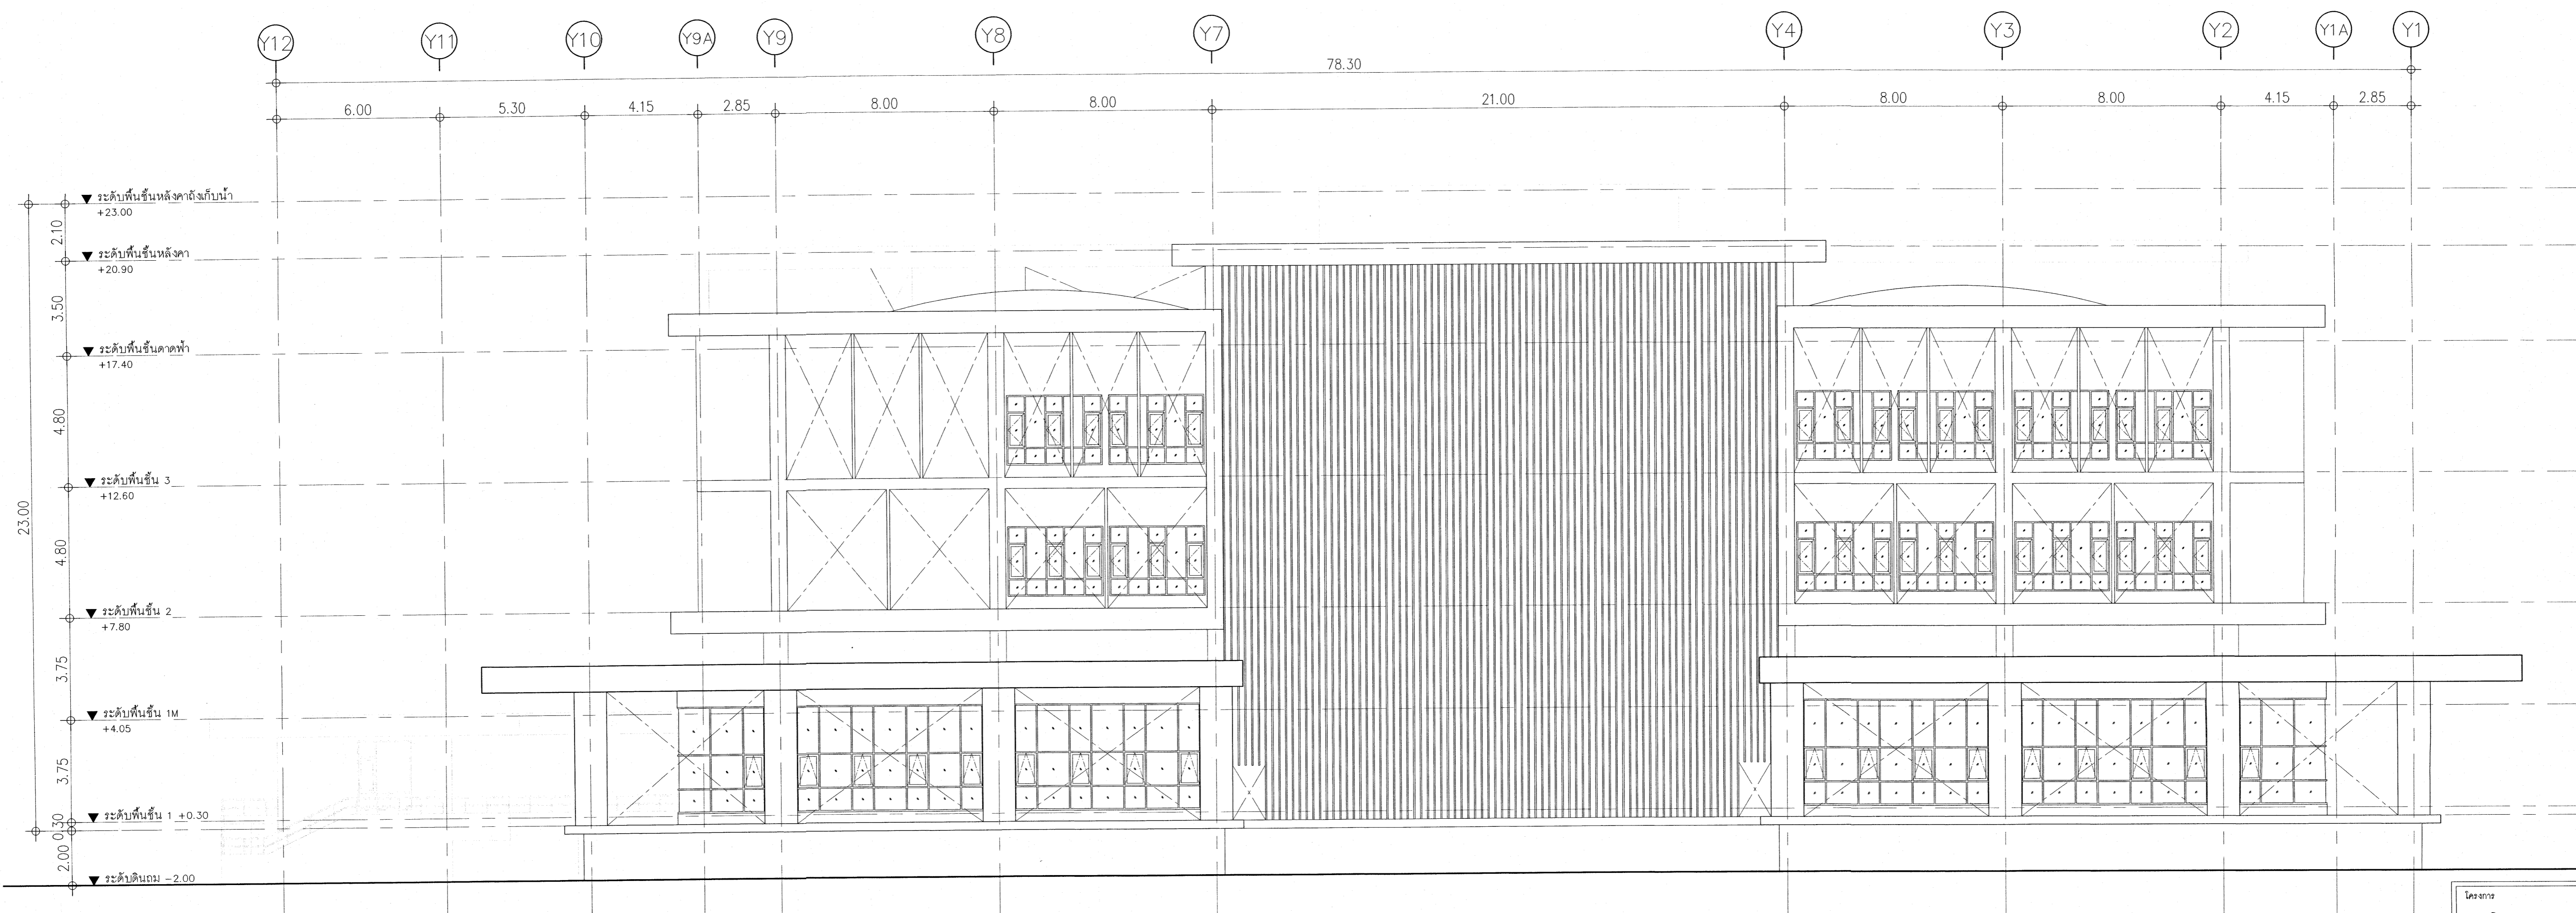 Y12 Y11 Y10 Y9A Y9 Y8 Y7 Y4 Y3 Y2 Y1A Y1
78.30
6.00 5.30 4.15 2.85 8.00 8.00 21.00 8.00 8.00 4.15 2.85
ระดับพื้นชั้นหลังคาถังเก็บน้ำ
+23.00
2.10
ระดับพื้นชั้นหลังคา
+20.90
3.50
ระดับพื้นชั้นดาดฟ้า
+17.40
4.80
ระดับพื้นชั้น 3
+12.60
23.00
4.80
ระดับพื้นชั้น 2
+7.80
3.75
ระดับพื้นชั้น 1M
+4.05
3.75
ระดับพื้นชั้น 1 +0.30
0.30
2.00
ระดับดินถม -2.00
โครงการ